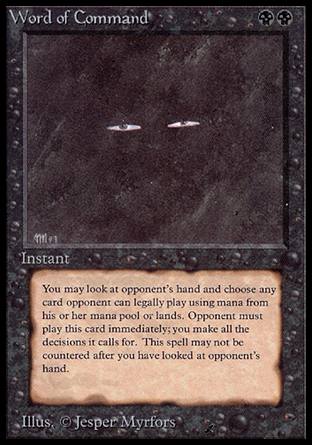 Word of Command
Instant
You may look at opponent's hand and choose any
card opponent can legally play using mana from
his or her mana pool or lands. Opponent must
play this card immediately; you make all the
decisions it calls for. This spell may not be
countered after you have looked at opponent's
hand.
Illus. © Jesper Myrfors